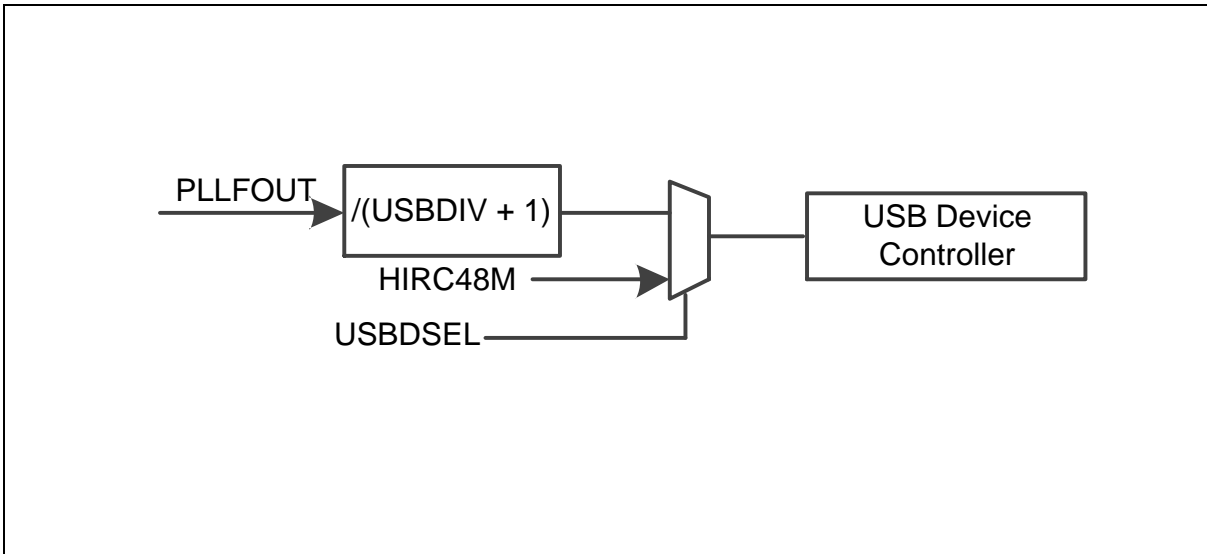 PLLFOUT
/(USBDIV + 1)
HIRC48M
USBDSEL
USB Device
Controller